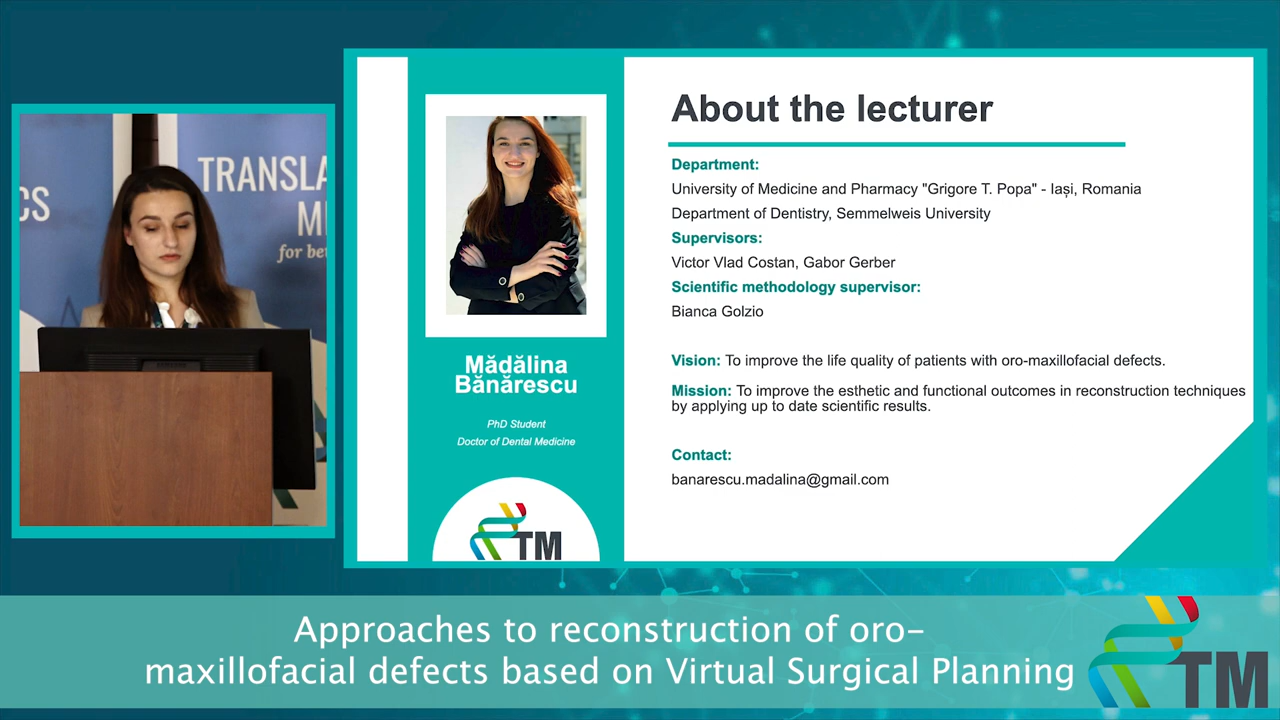 CS
TRANSLA
M
for be
SAMSUNG
About the lecturer
Department:
University of Medicine and Pharmacy "Grigore T. Popa" - Iași, Romania
Department of Dentistry, Semmelweis University
Supervisors:
Victor Vlad Costan, Gabor Gerber
Scientific methodology supervisor:
Bianca Golzio
Vision: To improve the life quality of patients with oro-maxillofacial defects.
Mission: To improve the esthetic and functional outcomes in reconstruction techniques
by applying up to date scientific results.
Contact:
banarescu.madalina@gmail.com
Mădălina
Bănărescu
PhD Student
Doctor of Dental Medicine
TM
Approaches to reconstruction of oro-
maxillofacial defects based on Virtual Surgical Planning
TM